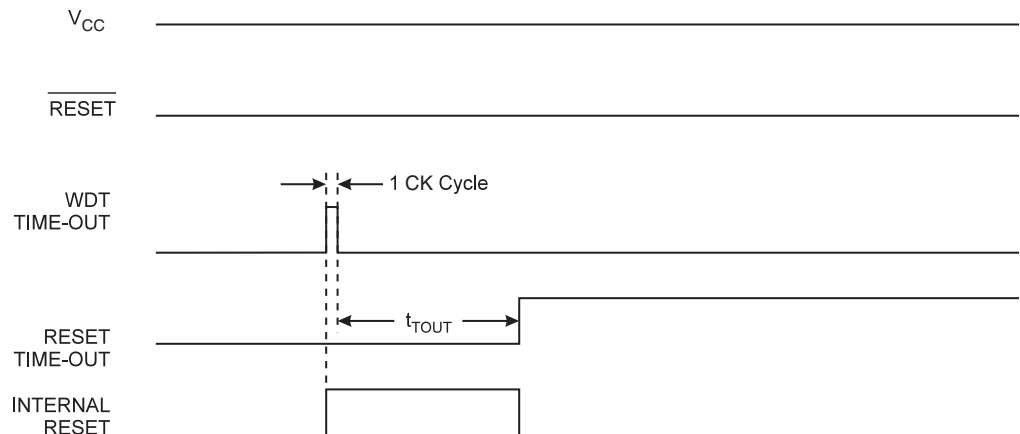 VCC
RESET
1 CK Cycle
WDT
TIME-OUT
tTOUT
RESET
TIME-OUT
INTERNAL
RESET